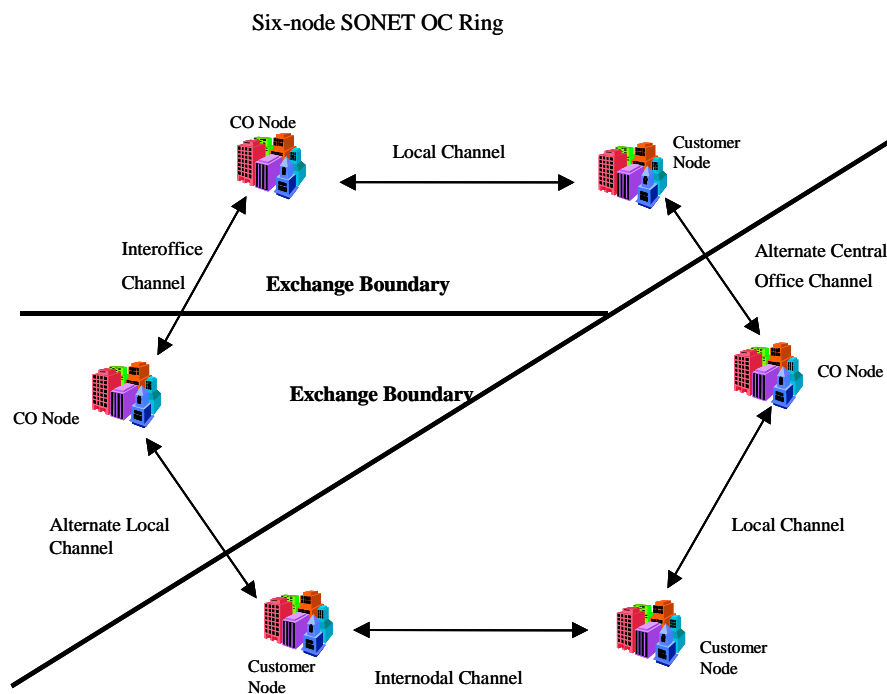 Six-node SONET OC Ring
CO Node
Local Channel
Customer
Node
Interoffice
Channel
Alternate Central
Office Channel
Exchange Boundary
CO Node
Exchange Boundary
CO Node
Alternate Local
Channel
Local Channel
Customer
Node
Internodal Channel
Customer
Node